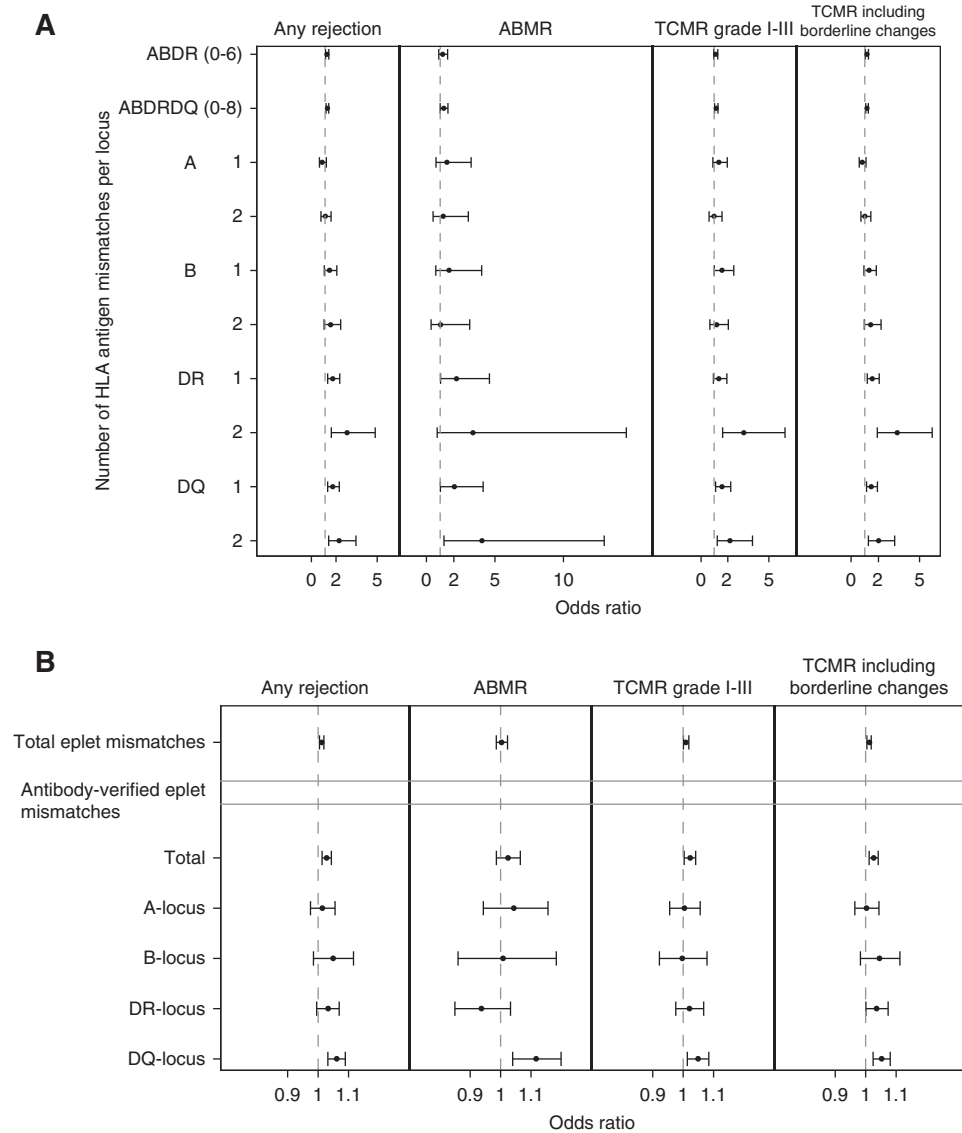 A
Any rejection
ABMR
TCMR grade I-III
TCMR including
borderline changes
Number of HLA antigen mismatches per locus
ABDR (0-6)
ABDRDQ (0-8)
A 1
2
B 1
2
DR 1
2
DQ 1
2
0 2 5 0 2 5 10 0 2 5 0 2 5
Odds ratio
B
Any rejection
ABMR
TCMR grade I-III
TCMR including
borderline changes
Total eplet mismatches
Antibody-verified eplet
mismatches
Total
A-locus
B-locus
DR-locus
DQ-locus
0.9 1 1.1 0.9 1 1.1 0.9 1 1.1 0.9 1 1.1
Odds ratio